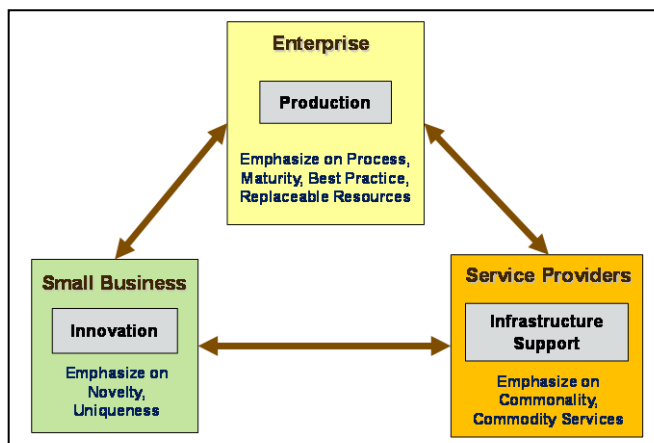 Enterprise
Production
Emphasize on Process,
Maturity, Best Practice,
Replaceable Resources
Small Business
Innovation
Emphasize on
Novelty,
Uniqueness
Service Providers
Infrastructure
Support
Emphasize on
Commonality,
Commodity Services